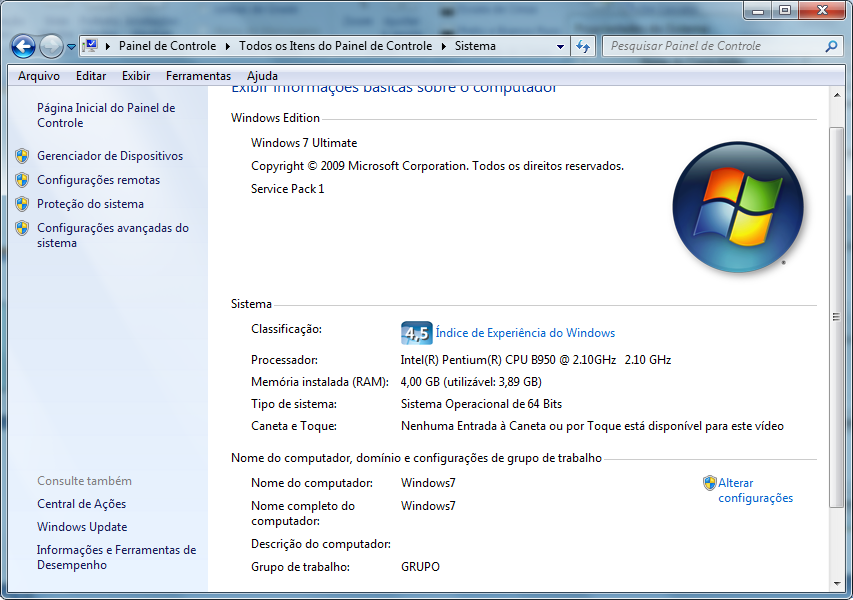 Painel de Controle
Todos os Itens do Painel de Controle
Sistema
Pesquisar Painel de Controle
Arquivo
Editar
Exibir
Ferramentas
Ajuda
Página Inicial do Painel de
Controle
Gerenciador de Dispositivos
Configurações remotas
Proteção do sistema
Configurações avançadas do
sistema
Consulte também
Central de Ações
Windows Update
Informações e Ferramentas de
Desempenho
Exibir informações básicas sobre o computador
Windows Edition
Windows 7 Ultimate
Copyright © 2009 Microsoft Corporation. Todos os direitos reservados.
Service Pack 1
Sistema
Classificação: 4,5 Índice de Experiência do Windows
Processador: Intel(R) Pentium(R) CPU B950 @ 2.10GHz 2.10 GHz
Memória instalada (RAM): 4,00 GB (utilizável: 3,89 GB)
Tipo de sistema: Sistema Operacional de 64 Bits
Caneta e Toque: Nenhuma Entrada à Caneta ou por Toque está disponível para este vídeo
Nome do computador, domínio e configurações de grupo de trabalho
Nome do computador: Windows7
Alterar
configurações
Nome completo do
computador:
Windows7
Descrição do computador:
Grupo de trabalho: GRUPO